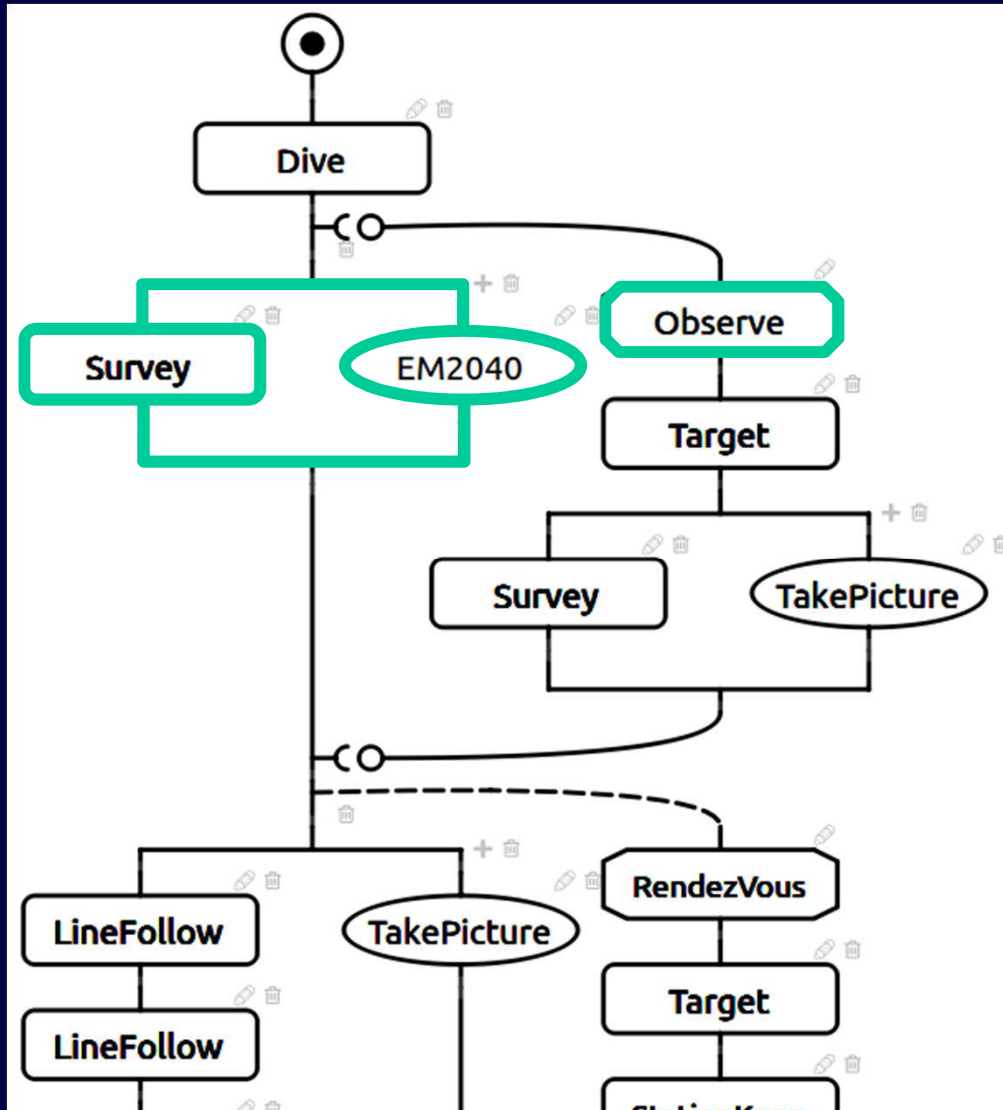 Dive
Survey
EM2040
Observe
Target
Survey
TakePicture
LineFollow
TakePicture
RendezVous
LineFollow
Target